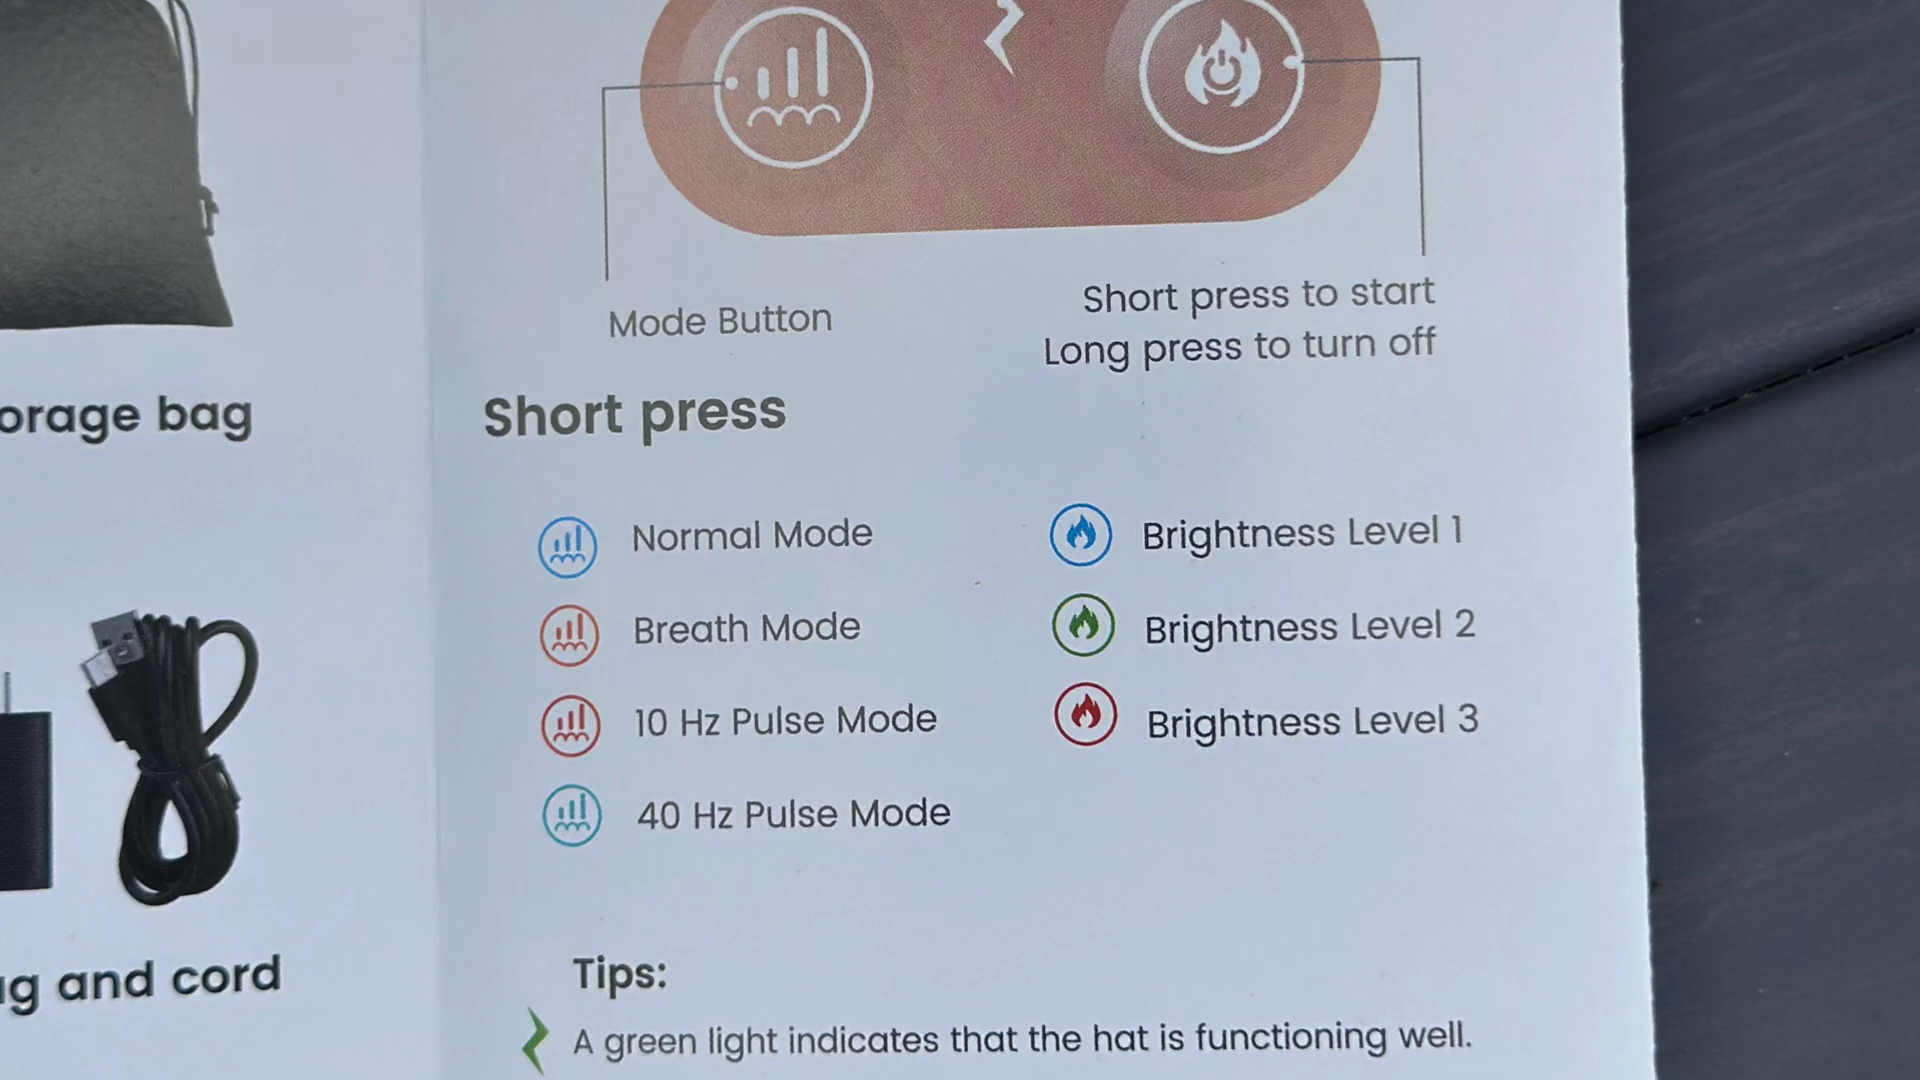 Mode Button
Short press to start
Long press to turn off
orage bag
Short press
Normal Mode
Brightness Level 1
Breath Mode
Brightness Level 2
10 Hz Pulse Mode
Brightness Level 3
40 Hz Pulse Mode
g and cord
Tips:
A green light indicates that the hat is functioning well.